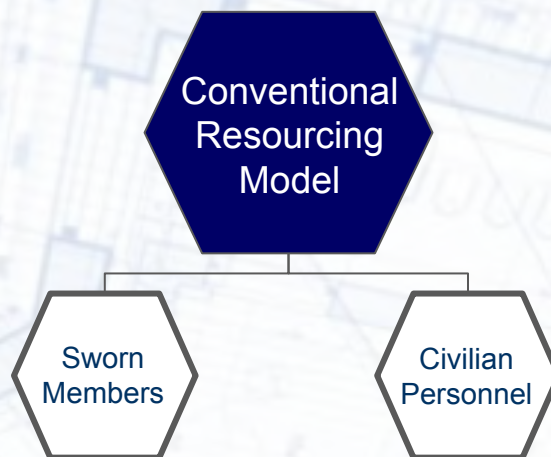 Conventional
Resourcing
Model
Sworn
Members
Civilian
Personnel